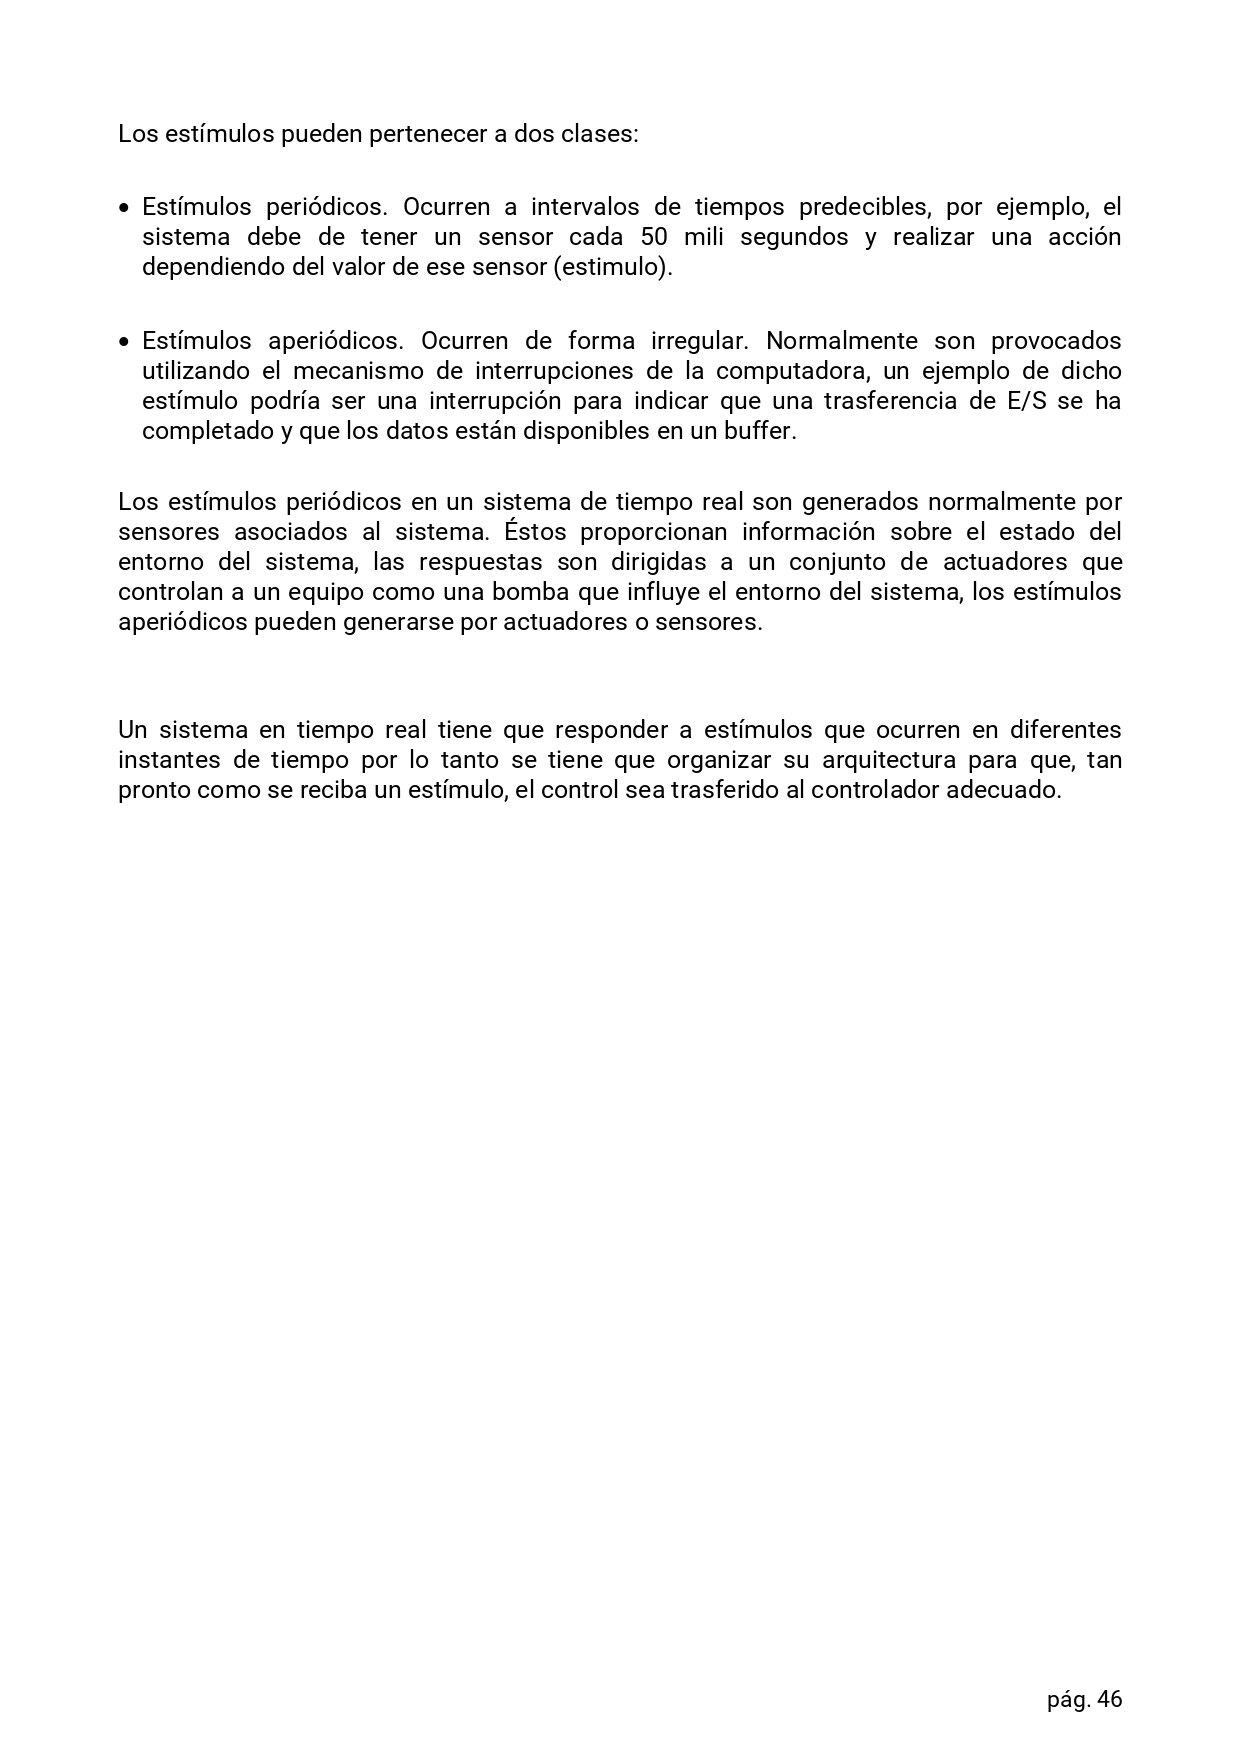 Los estímulos pueden pertenecer a dos clases:
• Estímulos periódicos. Ocurren a intervalos de tiempos predecibles, por ejemplo, el
sistema debe de tener un sensor cada 50 mili segundos y realizar una acción
dependiendo del valor de ese sensor (estimulo).
• Estímulos aperiódicos. Ocurren de forma irregular. Normalmente son provocados
utilizando el mecanismo de interrupciones de la computadora, un ejemplo de dicho
estímulo podría ser una interrupción para indicar que una trasferencia de E/S se ha
completado y que los datos están disponibles en un buffer.
Los estímulos periódicos en un sistema de tiempo real son generados normalmente por
sensores asociados al sistema. Éstos proporcionan información sobre el estado del
entorno del sistema, las respuestas son dirigidas a un conjunto de actuadores que
controlan a un equipo como una bomba que influye el entorno del sistema, los estímulos
aperiódicos pueden generarse por actuadores o sensores.
Un sistema en tiempo real tiene que responder a estímulos que ocurren en diferentes
instantes de tiempo por lo tanto se tiene que organizar su arquitectura para que, tan
pronto como se reciba un estímulo, el control sea trasferido al controlador adecuado.
pág. 46